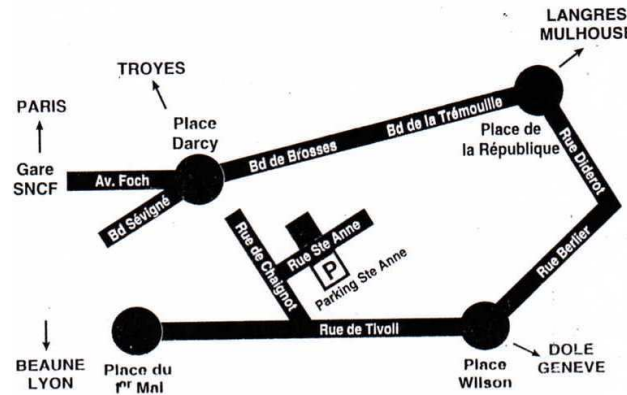 LANGRES
MULHOUSE
TROYES
PARIS
Place
Darcy
Bd de la Trémouille
Bd de Brosses
Place de
la République
Rue Diderot
Gare
SNCF
Av. Foch
Bd Sévigné
Rue de Chaignot
Rue Ste Anne
P
Parking Ste Anne
Rue Berlier
Rue de Tivoli
BEAUNE
LYON
Place du
1er Mai
Place
Wilson
DOLE
GENEVE